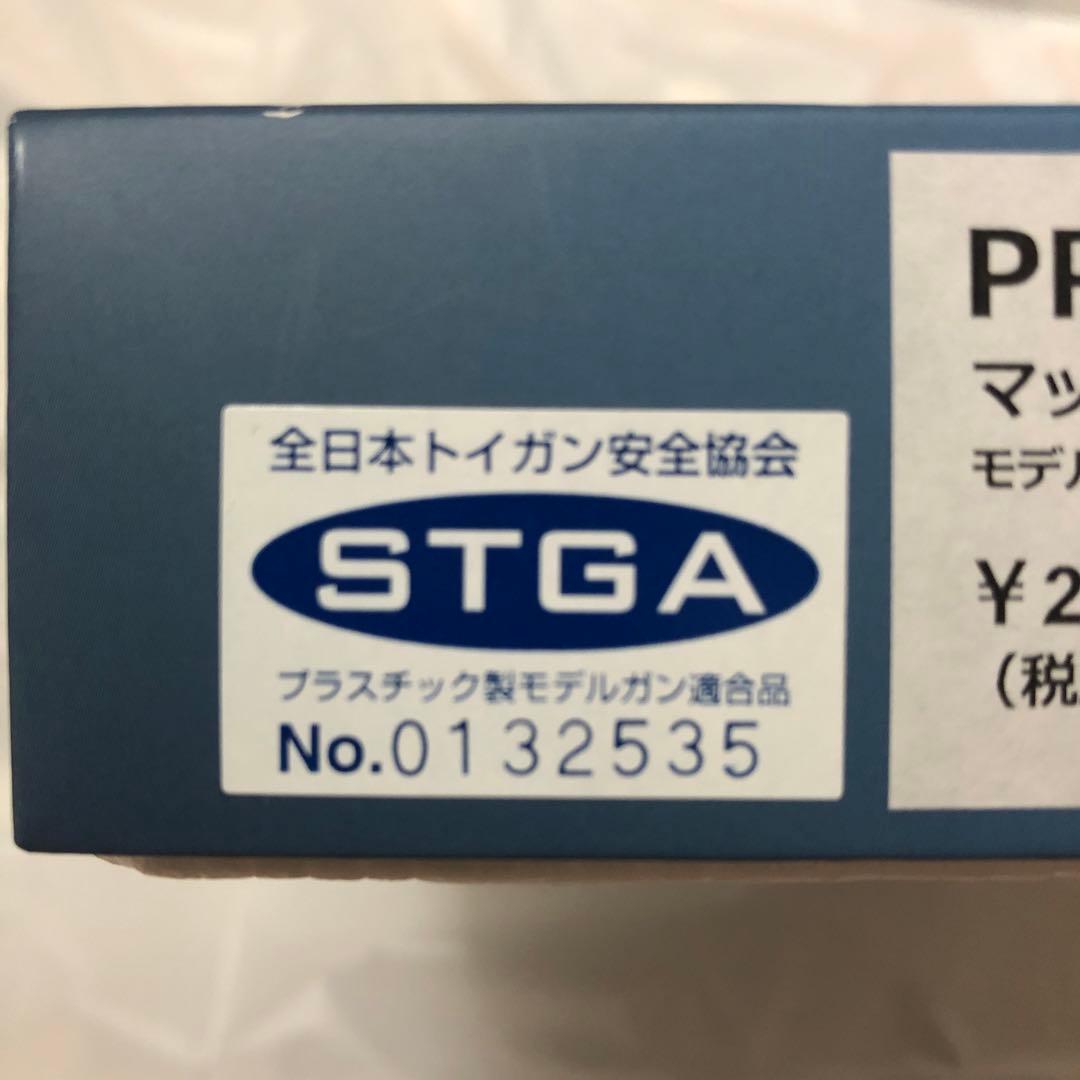 全日本トイガン安全協会
STGA
プラスチック製モデルガン適合品
No.0132535
PP
マッ
モデル
¥2
(税